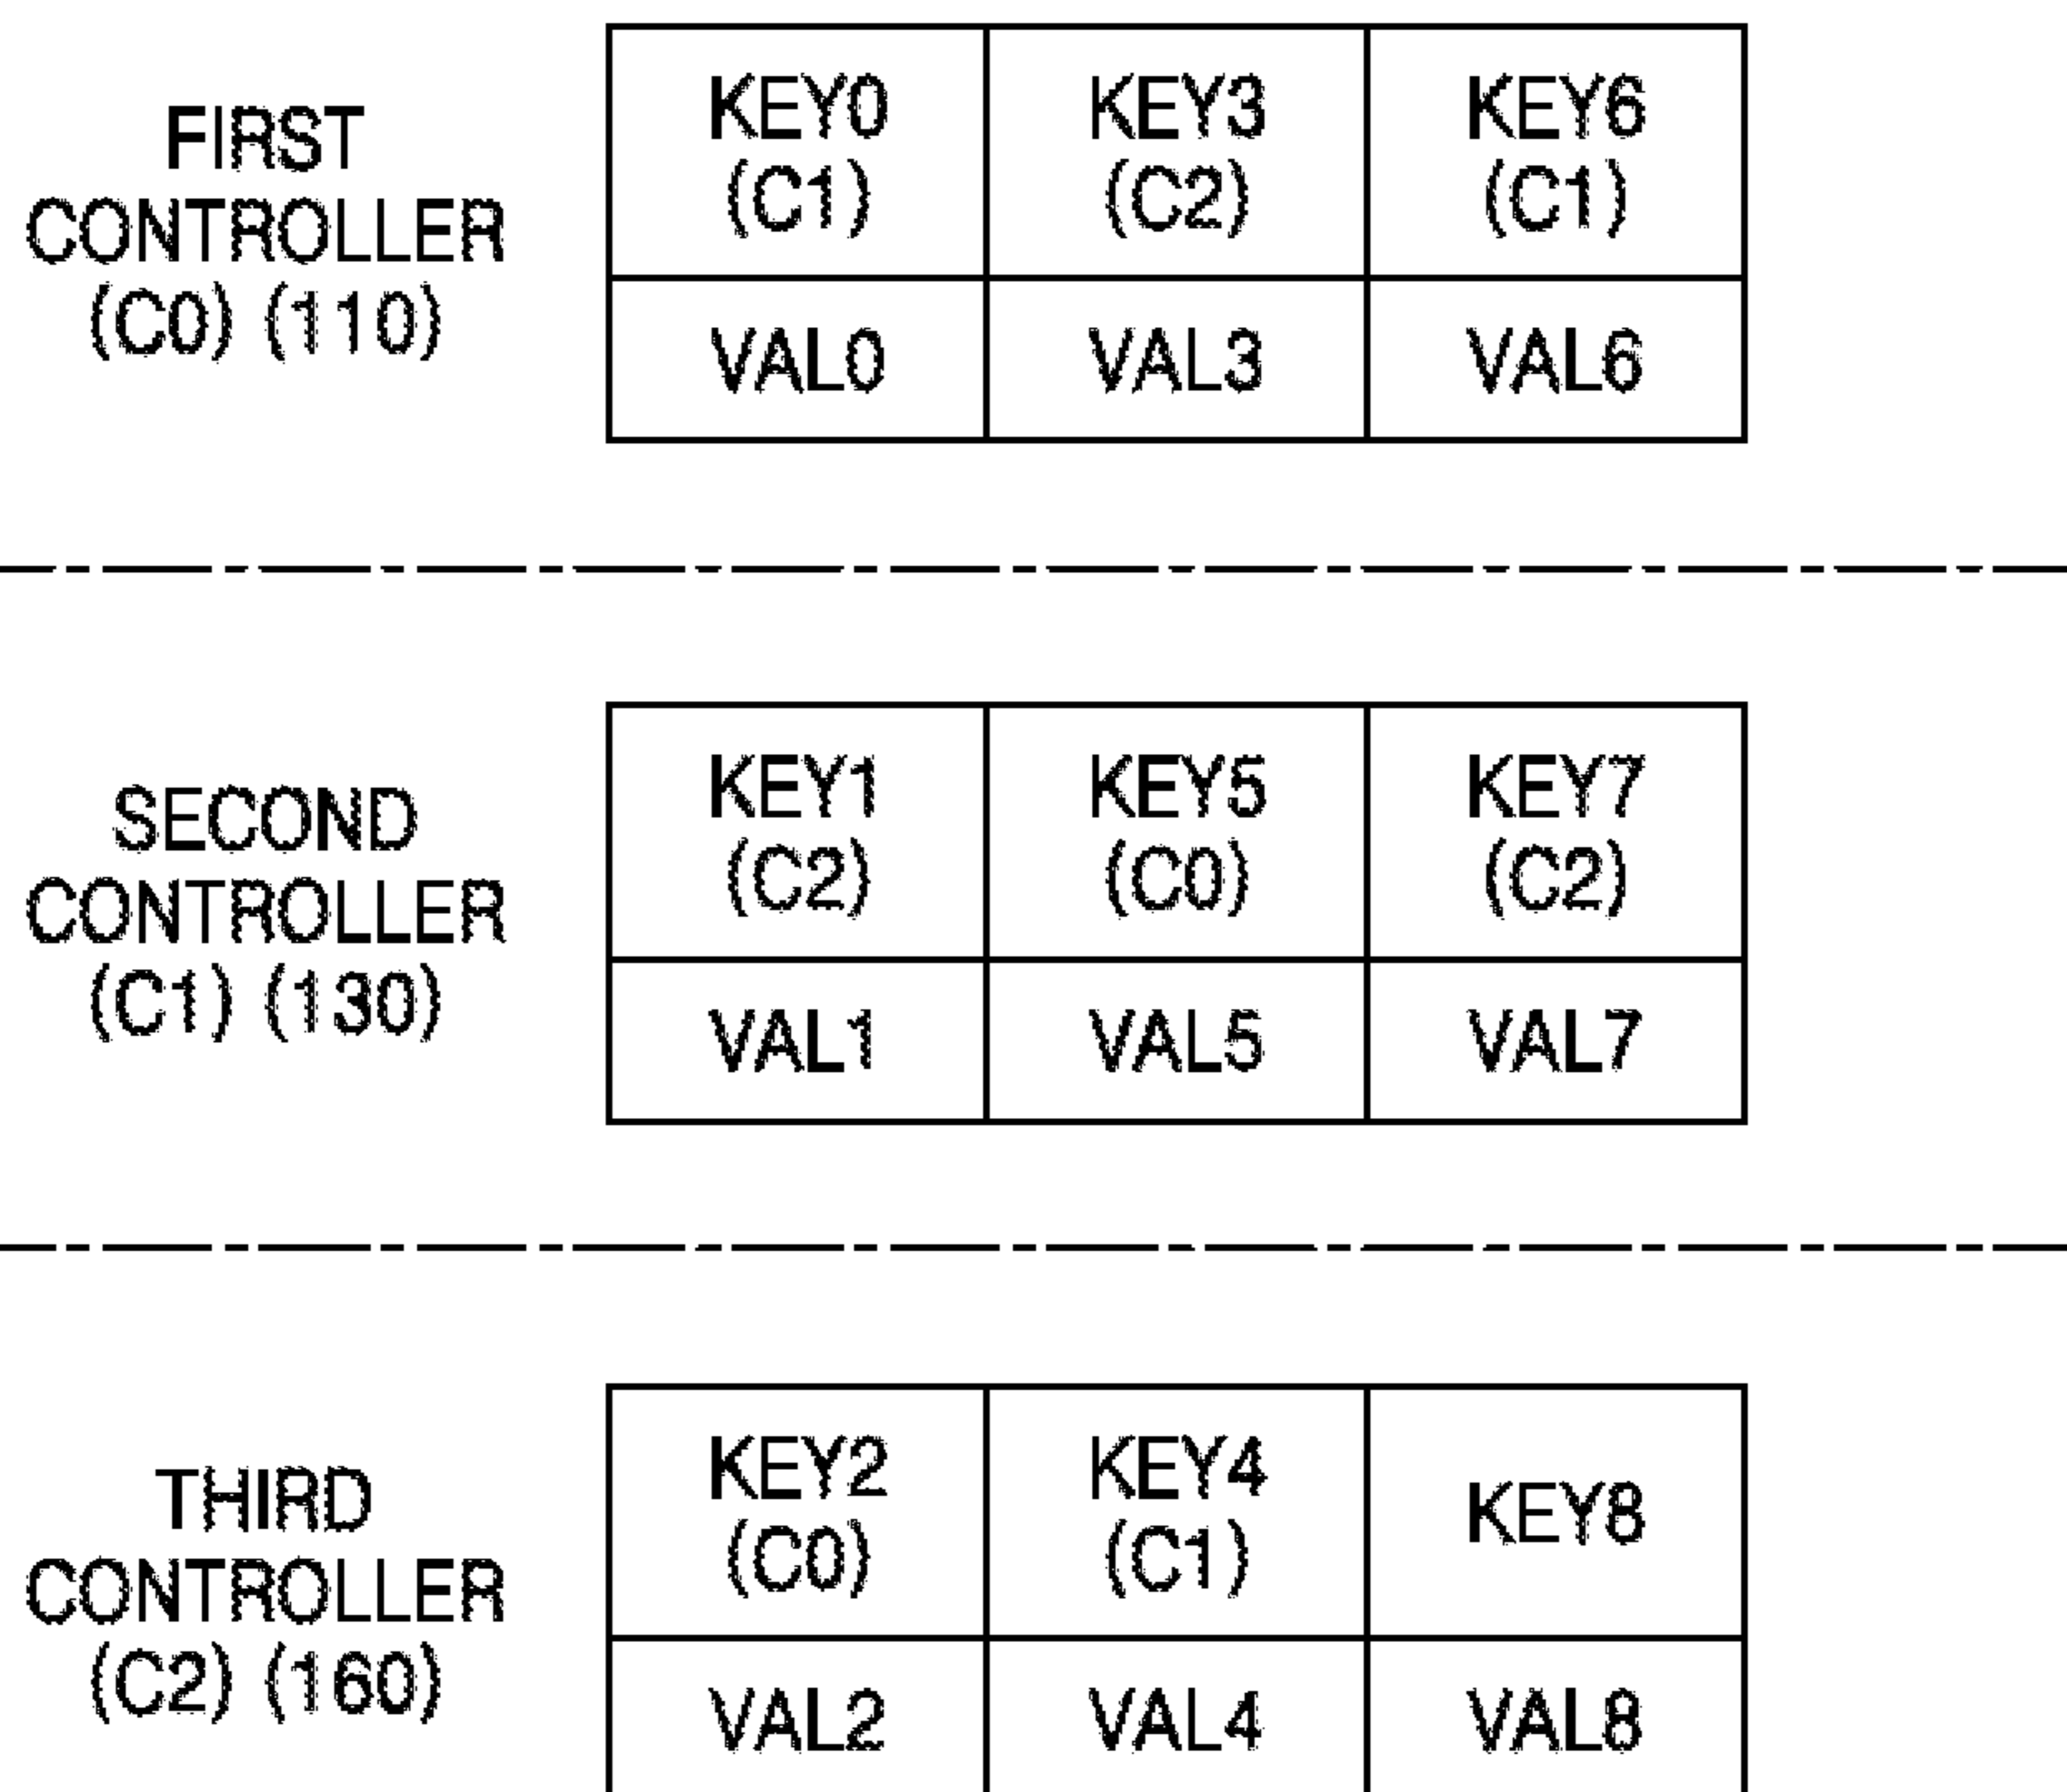 FIRST
CONTROLLER
(C0) (110)
KEY0
(C1)
KEY3
(C2)
KEY6
(C1)
VAL0
VAL3
VAL6
SECOND
CONTROLLER
(C1) (130)
KEY1
(C2)
KEY5
(C0)
KEY7
(C2)
VAL1
VAL5
VAL7
THIRD
CONTROLLER
(C2) (160)
KEY2
(C0)
KEY4
(C1)
KEY8
VAL2
VAL4
VAL8